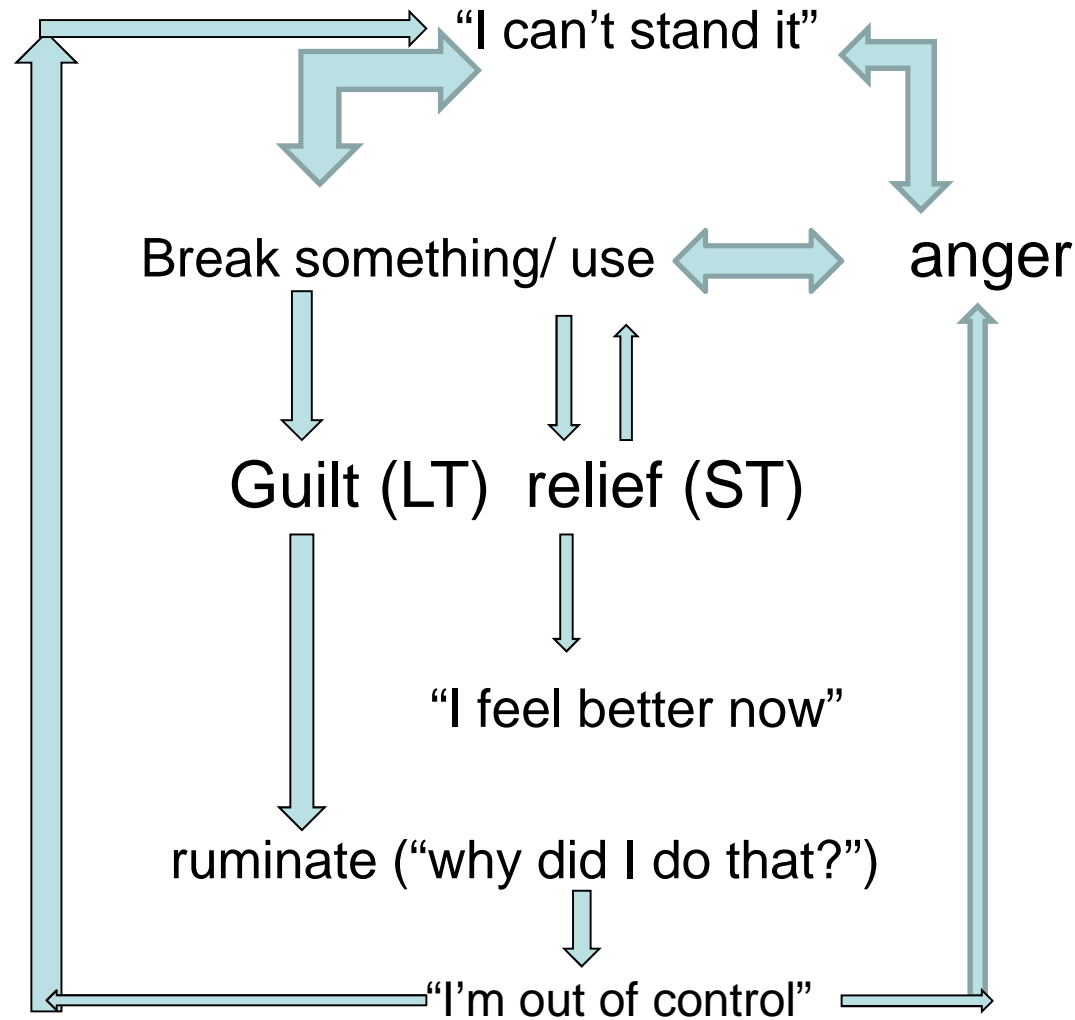 “I can’t stand it”
Break something/ use
anger
Guilt (LT)
relief (ST)
“I feel better now”
ruminate (“why did I do that?”)
“I’m out of control”